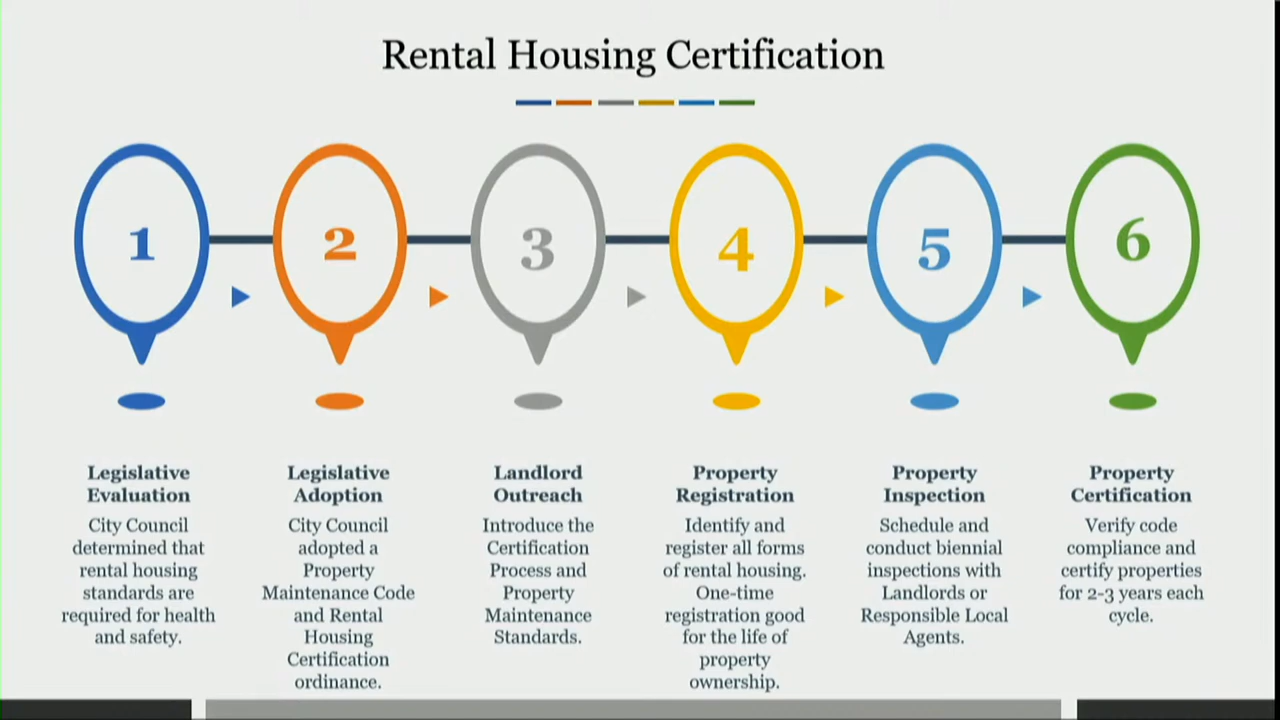 Rental Housing Certification
1
2
3
4
5
6
Legislative
Evaluation
City Council
determined that
rental housing
standards are
required for health
and safety.
Legislative
Adoption
City Council
adopted a
Property
Maintenance Code
and Rental
Housing
Certification
ordinance.
Landlord
Outreach
Introduce the
Certification
Process and
Property
Maintenance
Standards.
Property
Registration
Identify and
register all forms
of rental housing.
One-time
registration good
for the life of
property
ownership.
Property
Inspection
Schedule and
conduct biennial
inspections with
Landlords or
Responsible Local
Agents.
Property
Certification
Verify code
compliance and
certify properties
for 2-3 years each
cycle.